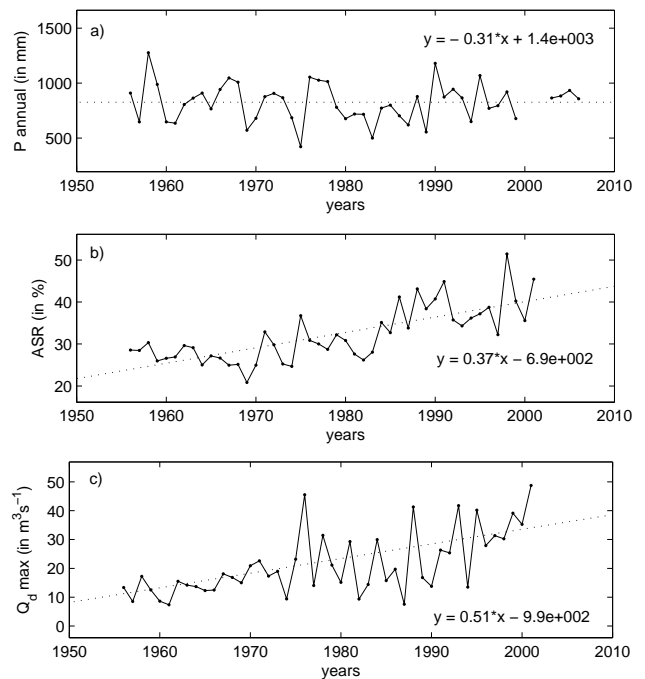 a)
y = − 0.31*x + 1.4e+003
P annual (in mm)
1500
1000
500
1950 1960 1970 1980 1990 2000 2010
years
b)
ASR (in %)
50
40
30
20
y = 0.37*x − 6.9e+002
1950 1960 1970 1980 1990 2000 2010
years
c)
Q_d max (in m³s⁻¹)
50
40
30
20
10
0
y = 0.51*x − 9.9e+002
1950 1960 1970 1980 1990 2000 2010
years